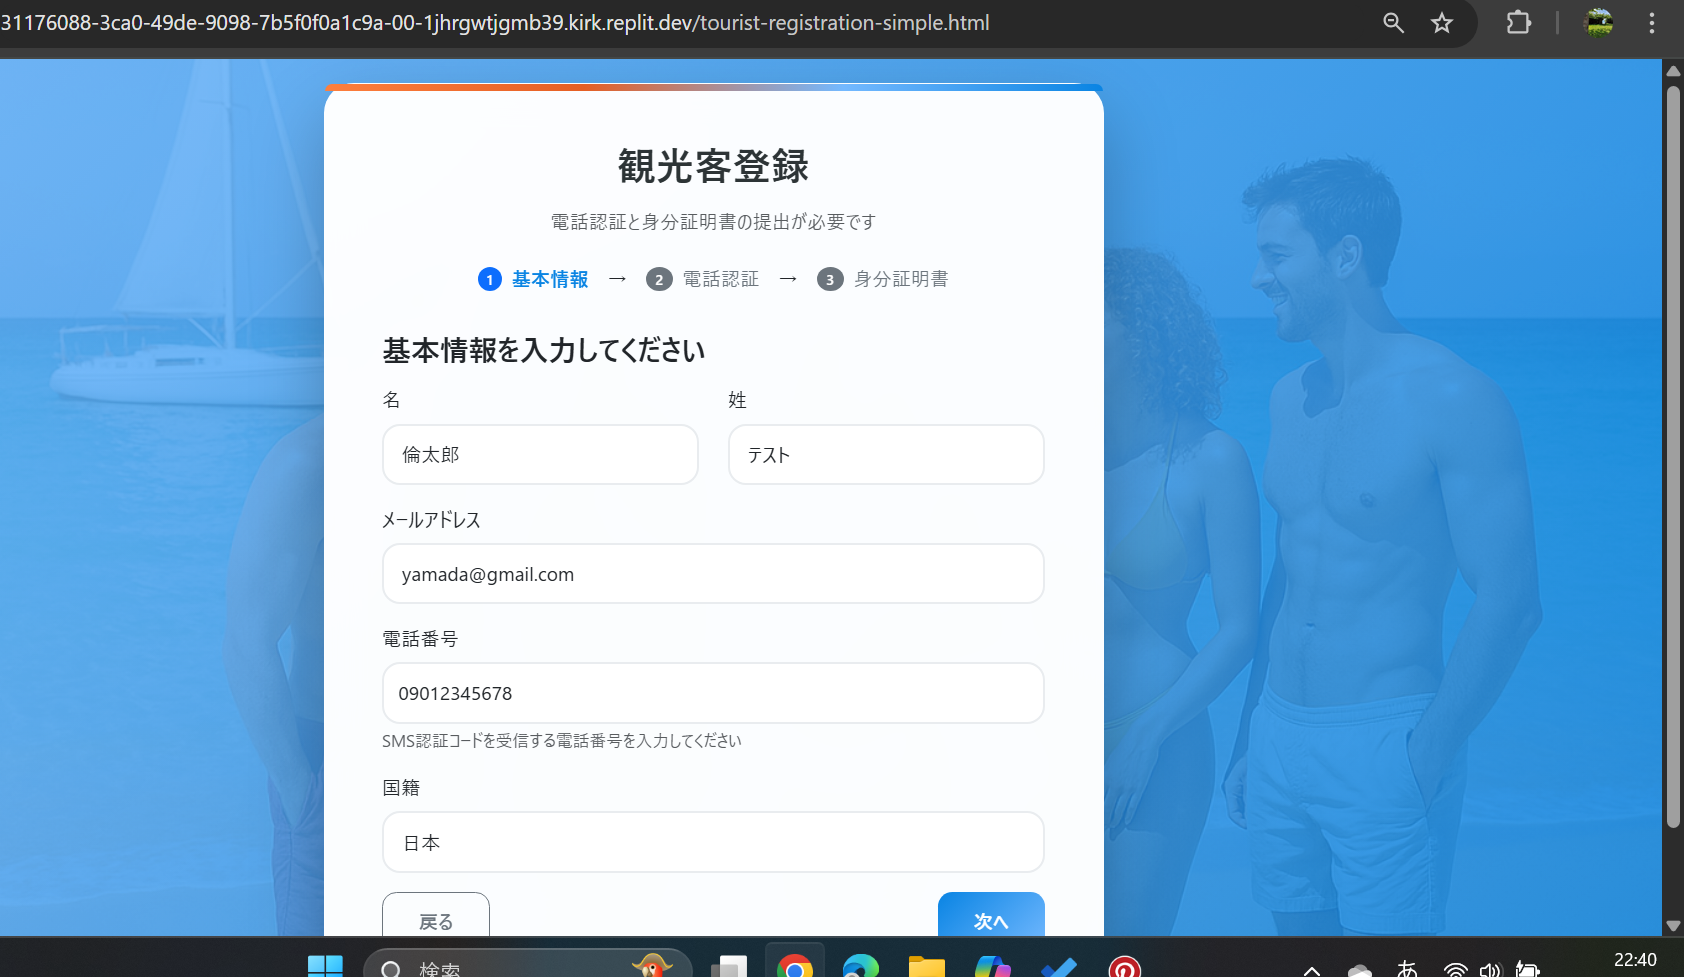 31176088-3ca0-49de-9098-7b5f0f0a1c9a-00-1jhrgwtjgmb39.kirk.replit.dev/tourist-registration-simple.html
観光客登録
電話認証と身分証明書の提出が必要です
1 基本情報 → 2 電話認証 → 3 身分証明書
基本情報を入力してください
名 姓
倫太郎 テスト
メールアドレス
yamada@gmail.com
電話番号
09012345678
SMS認証コードを受信する電話番号を入力してください
国籍
日本
戻る 次へ
検索
あ
22:40